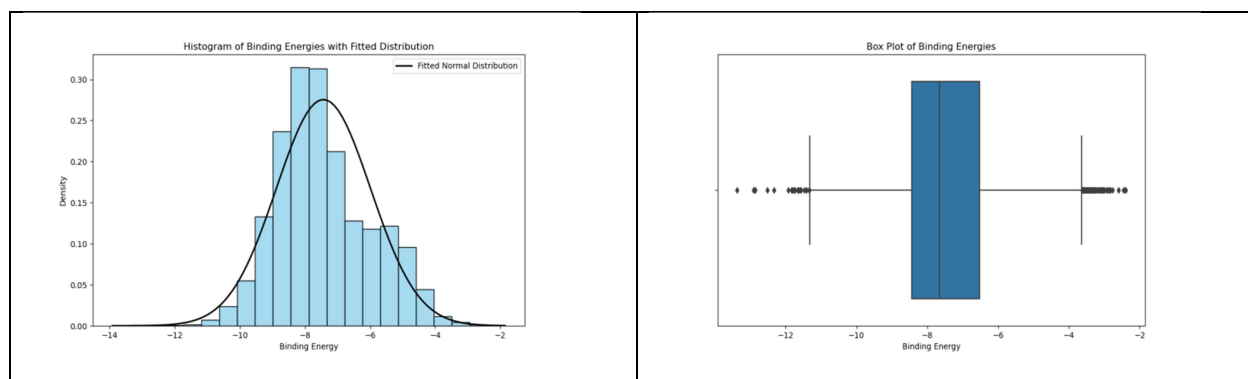 Histogram of Binding Energies with Fitted Distribution
Fitted Normal Distribution
0.30
0.25
0.20
0.15
0.10
0.05
0.00
Density
−14 −12 −10 −8 −6 −4 −2
Binding Energy
Box Plot of Binding Energies
−12 −10 −8 −6 −4 −2
Binding Energy